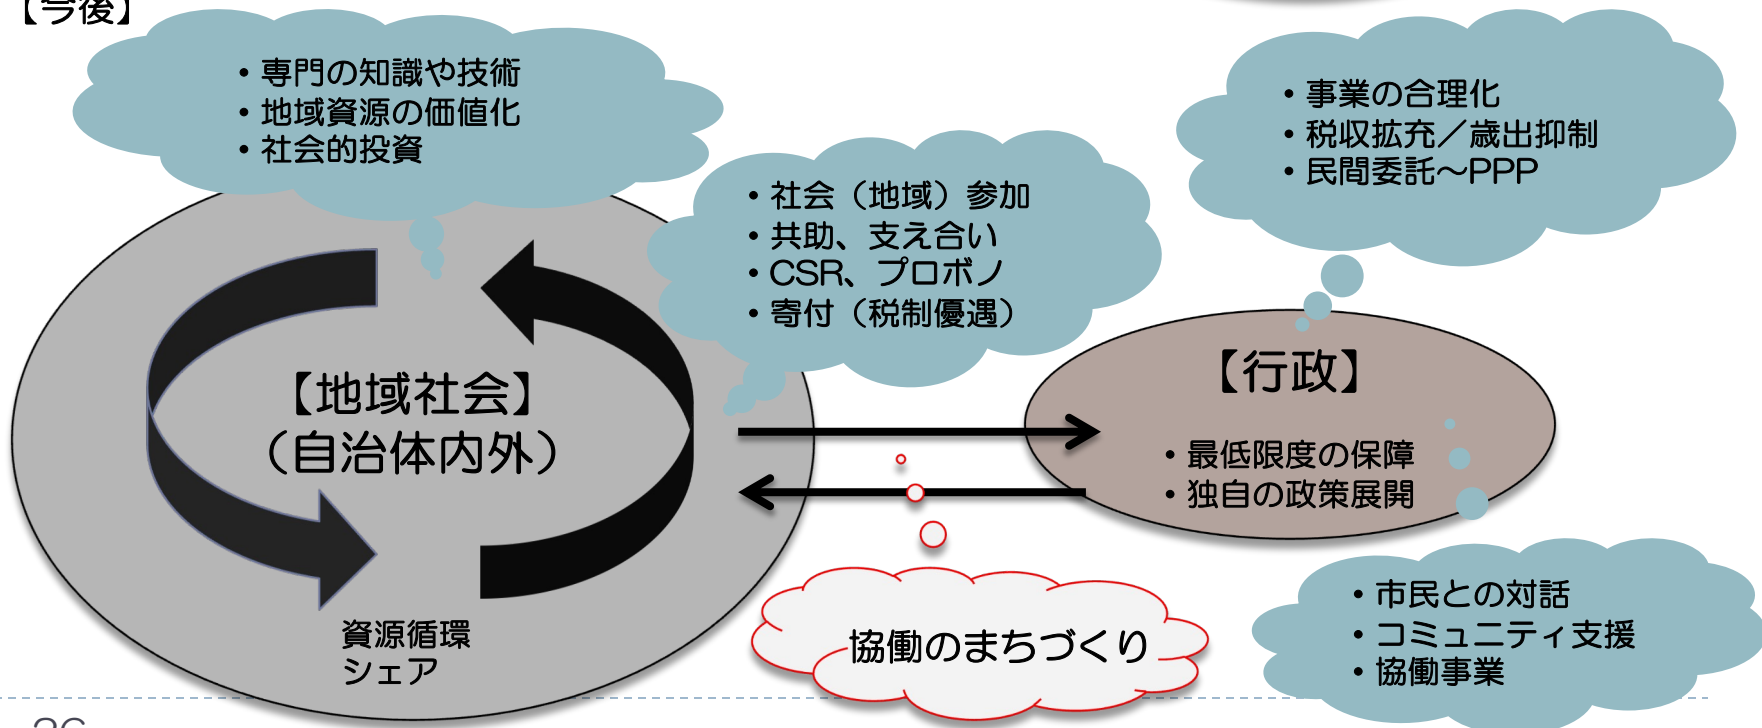 【今後】
・専門の知識や技術
・地域資源の価値化
・社会的投資
・社会（地域）参加
・共助、支え合い
・CSR、プロボノ
・寄付（税制優遇）
・事業の合理化
・税収拡充／歳出抑制
・民間委託～PPP
【地域社会】
（自治体内外）
資源循環
シェア
【行政】
・最低限度の保障
・独自の政策展開
協働のまちづくり
・市民との対話
・コミュニティ支援
・協働事業